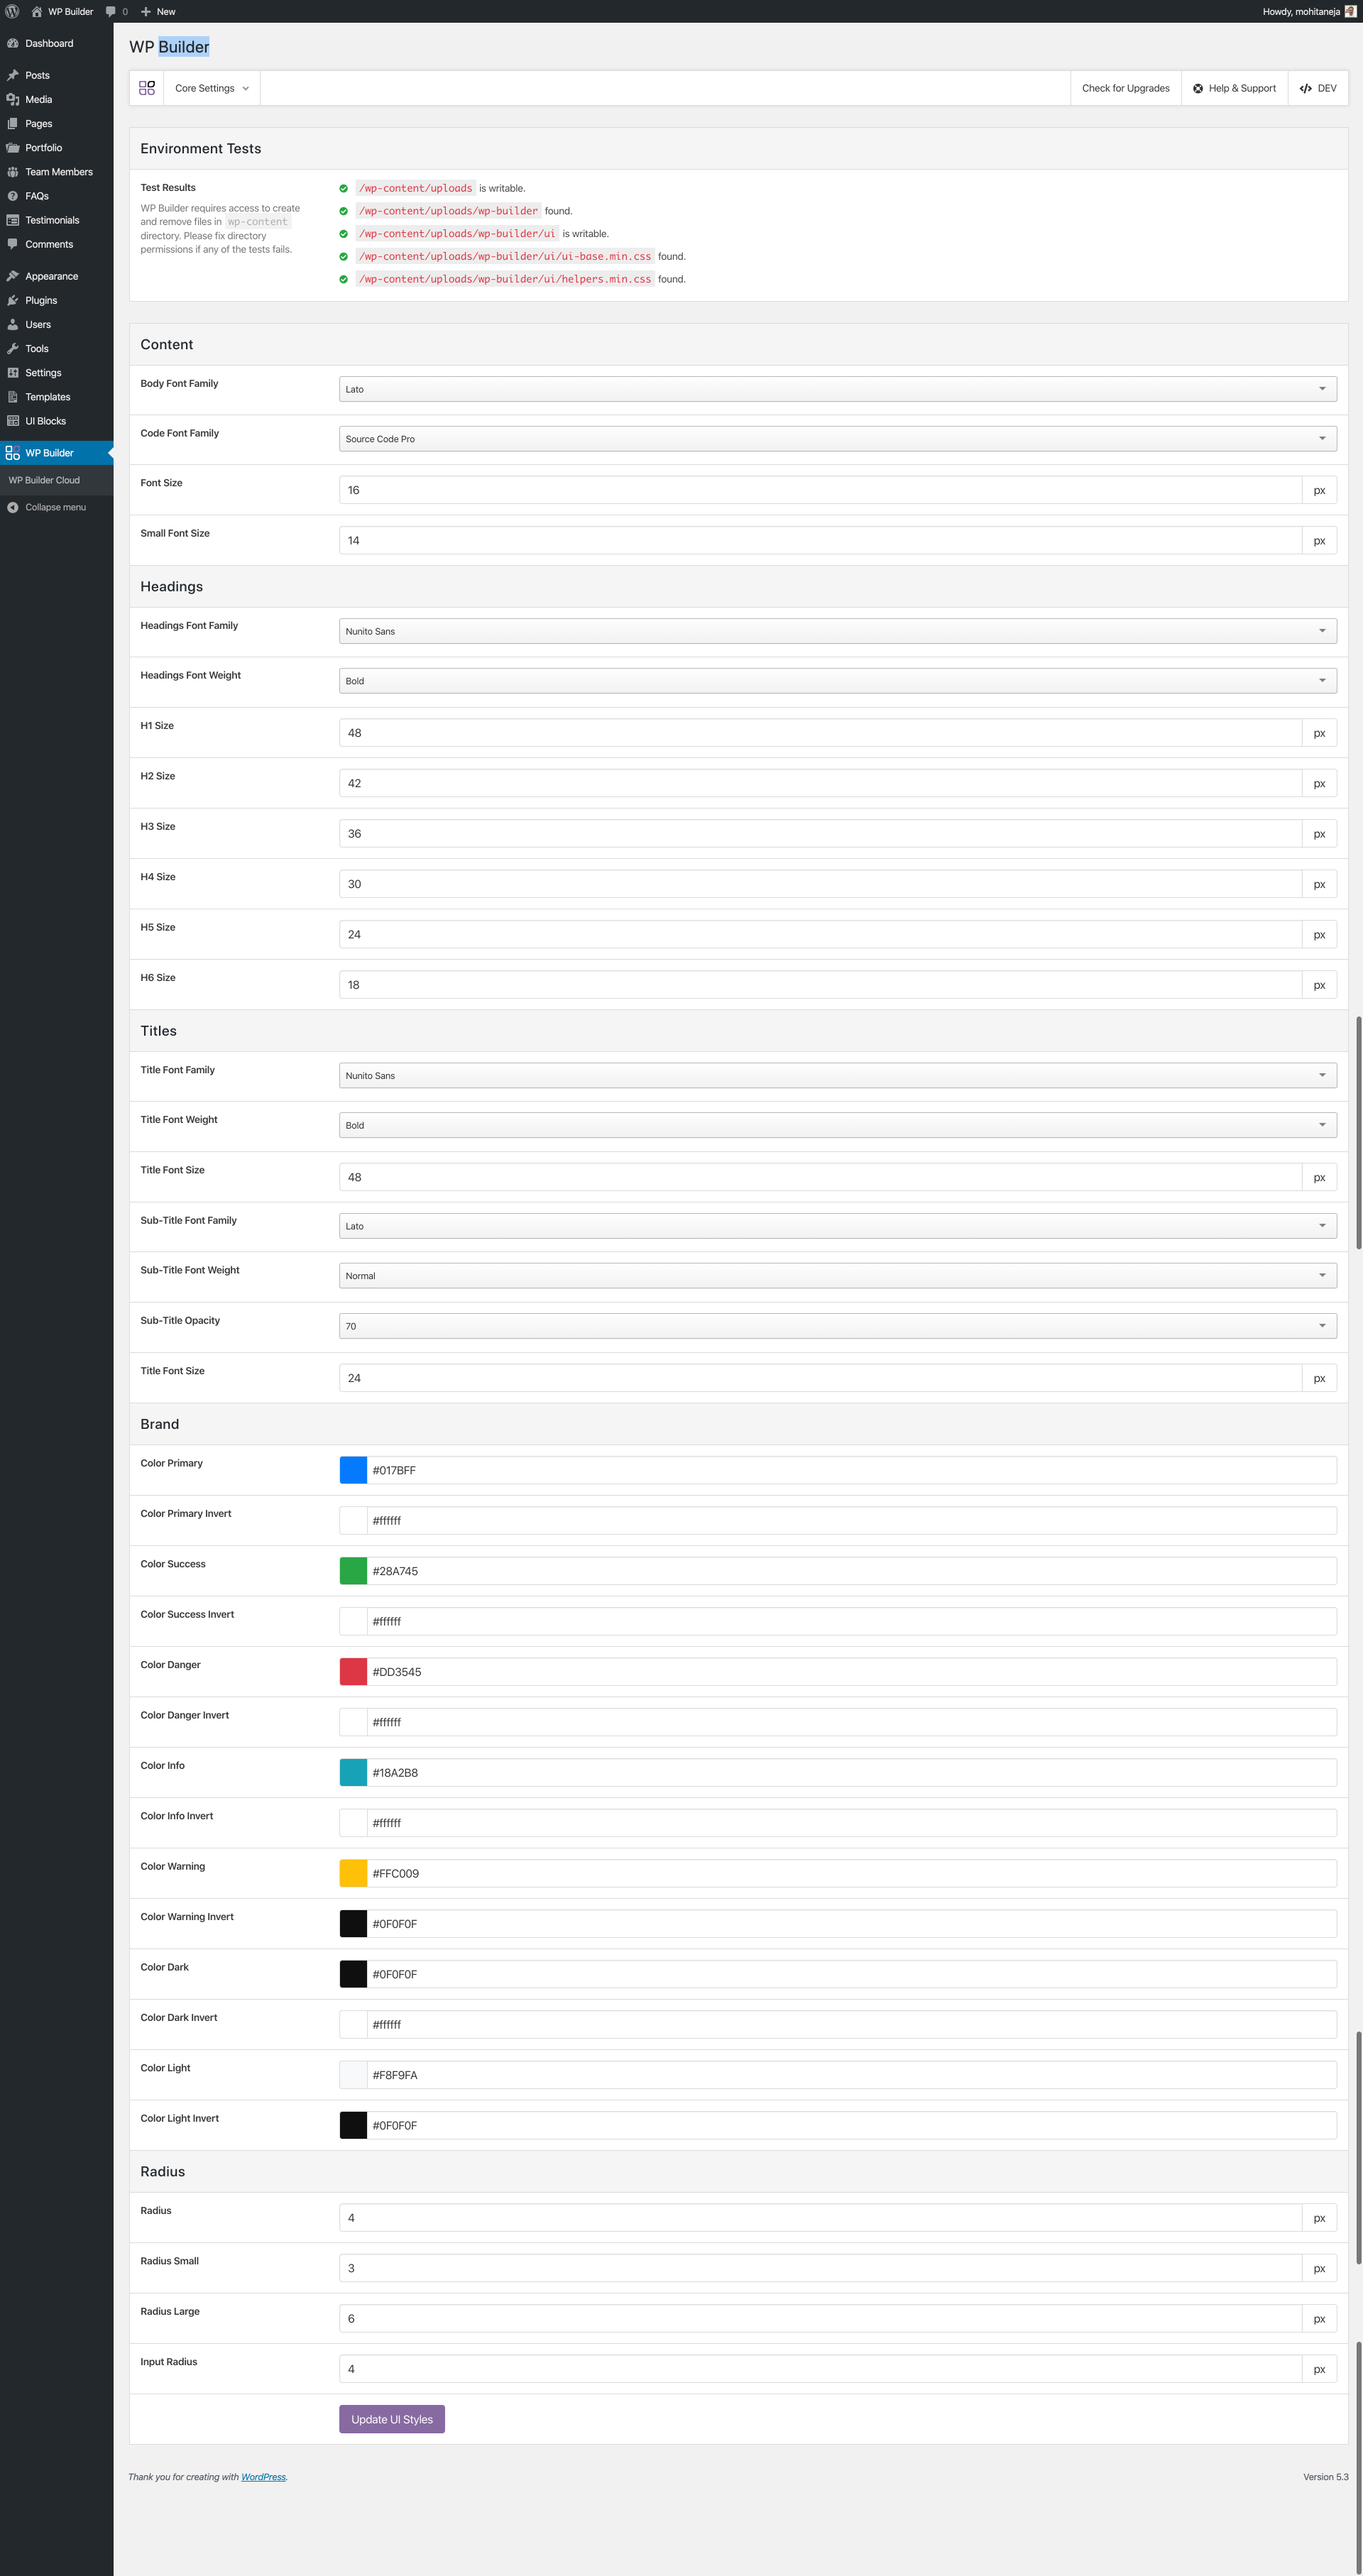 WP Builder
0
New
Howdy, mohitaneja
Dashboard
Posts
Media
Pages
Portfolio
Team Members
FAQs
Testimonials
Comments
Appearance
Plugins
Users
Tools
Settings
Templates
UI Blocks
WP Builder
WP Builder Cloud
Collapse menu
WP Builder
Core Settings
Check for Upgrades
Help & Support
DEV
Environment Tests
Test Results
WP Builder requires access to create
and remove files in wp-content
directory. Please fix directory
permissions if any of the tests fails.
/wp-content/uploads is writable.
/wp-content/uploads/wp-builder found.
/wp-content/uploads/wp-builder/ui is writable.
/wp-content/uploads/wp-builder/ui/ui-base.min.css found.
/wp-content/uploads/wp-builder/ui/helpers.min.css found.
Content
Body Font Family
Lato
Code Font Family
Source Code Pro
Font Size
16
px
Small Font Size
14
px
Headings
Headings Font Family
Nunito Sans
Headings Font Weight
Bold
H1 Size
48
px
H2 Size
42
px
H3 Size
36
px
H4 Size
30
px
H5 Size
24
px
H6 Size
18
px
Titles
Title Font Family
Nunito Sans
Title Font Weight
Bold
Title Font Size
48
px
Sub-Title Font Family
Lato
Sub-Title Font Weight
Normal
Sub-Title Opacity
70
Title Font Size
24
px
Brand
Color Primary
#017BFF
Color Primary Invert
#ffffff
Color Success
#28A745
Color Success Invert
#ffffff
Color Danger
#DD3545
Color Danger Invert
#ffffff
Color Info
#18A2B8
Color Info Invert
#ffffff
Color Warning
#FFC009
Color Warning Invert
#0F0F0F
Color Dark
#0F0F0F
Color Dark Invert
#ffffff
Color Light
#F8F9FA
Color Light Invert
#0F0F0F
Radius
Radius
4
px
Radius Small
3
px
Radius Large
6
px
Input Radius
4
px
Update UI Styles
Thank you for creating with WordPress.
Version 5.3